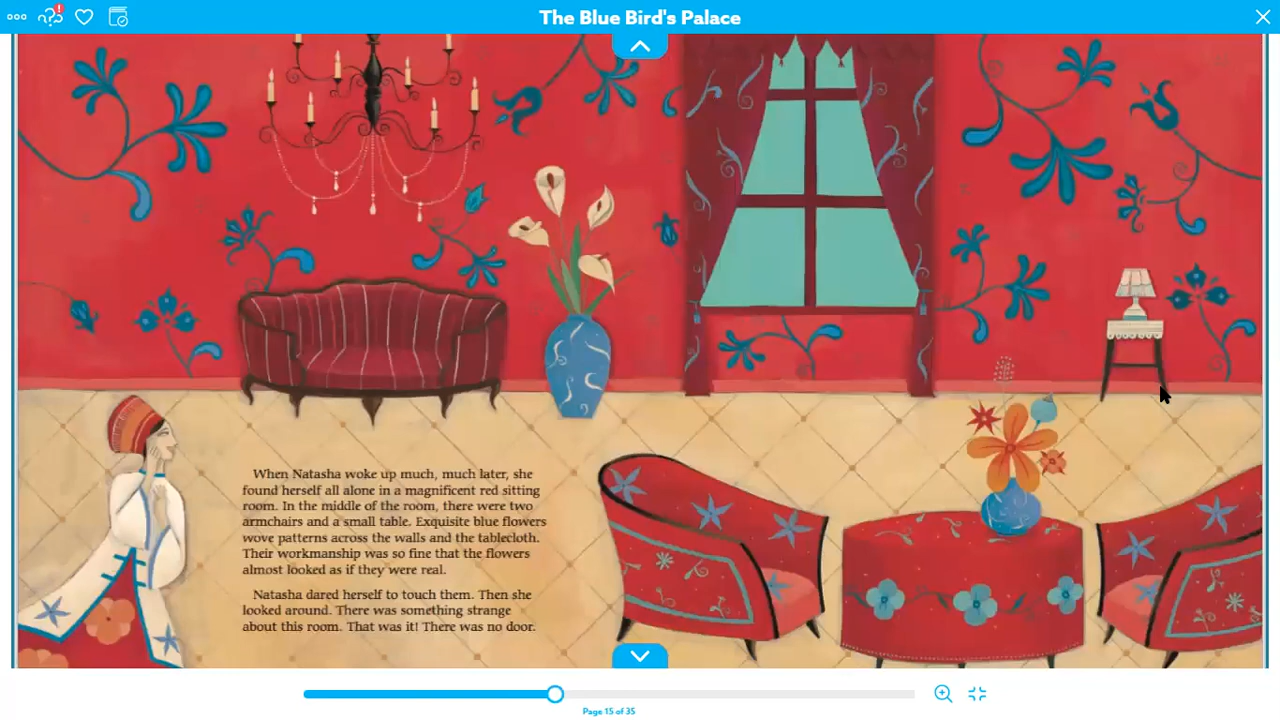 The Blue Bird's Palace
When Natasha woke up much, much later, she
found herself all alone in a magnificent red sitting
room. In the middle of the room, there were two
armchairs and a small table. Exquisite blue flowers
wove patterns across the walls and the tablecloth.
Their workmanship was so fine that the flowers
almost looked as if they were real.
Natasha dared herself to touch them. Then she
looked around. There was something strange
about this room. That was it! There was no door.
Page 15 of 35